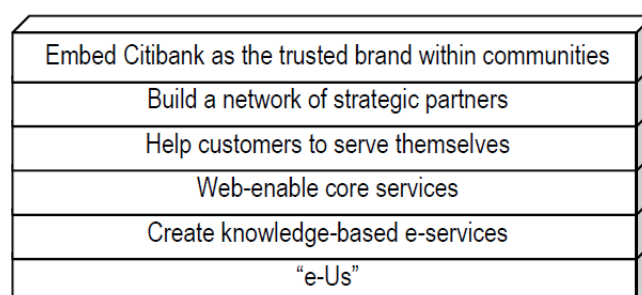 Embed Citibank as the trusted brand within communities
Build a network of strategic partners
Help customers to serve themselves
Web-enable core services
Create knowledge-based e-services
“e-Us”